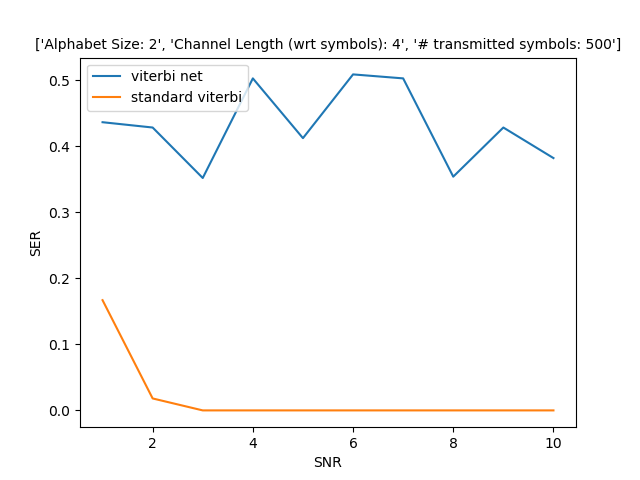 ['Alphabet Size: 2', 'Channel Length (wrt symbols): 4', '# transmitted symbols: 500']
viterbi net
standard viterbi
0.5
0.4
0.3
0.2
0.1
0.0
SER
2 4 6 8 10
SNR